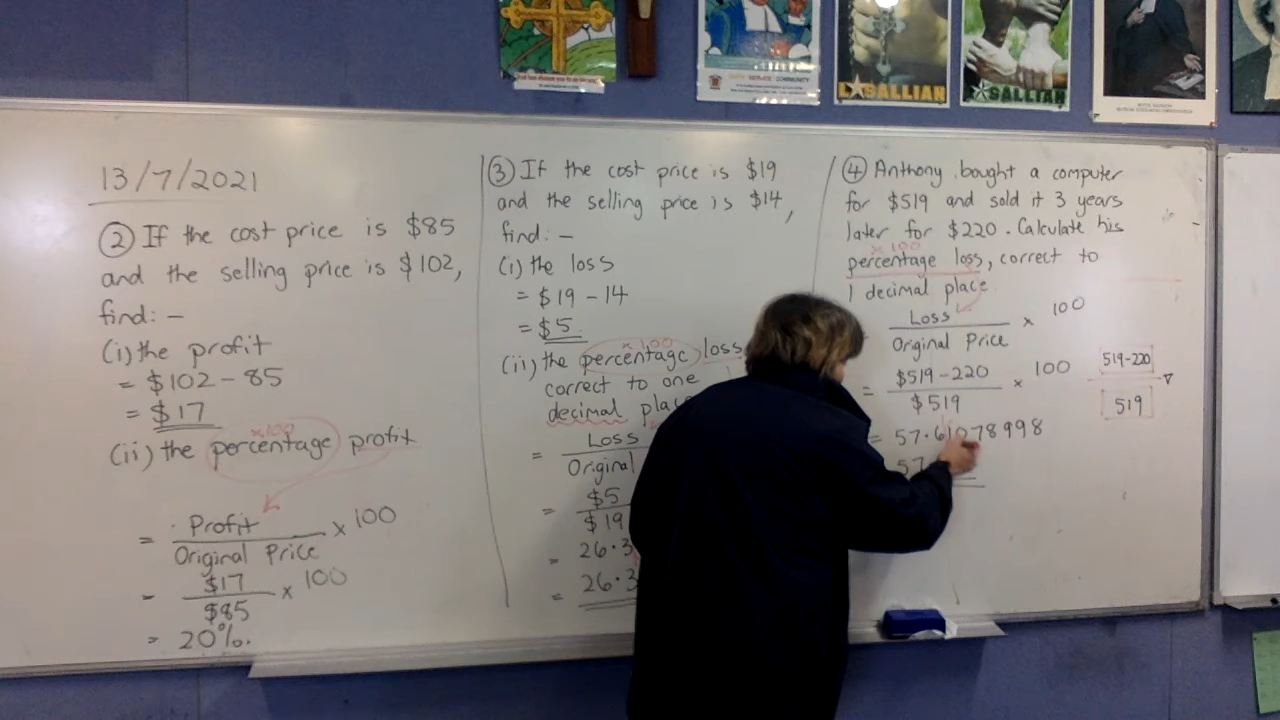 LASALLIAN
SALLIAN
13/7/2021
② If the cost price is $85
and the selling price is $102,
find: -
(i) the profit
= $102 - 85
= $17
x100
(ii) the percentage profit
= Profit / Original Price x 100
= $17 / $85 x 100
= 20%.
③ If the cost price is $19
and the selling price is $14,
find: -
(i) the loss
= $19 - 14
= $5
x100
(ii) the percentage loss
correct to one
decimal
= Loss / Original
= $5 / $19
= 26.3
= 26.3
④ Anthony bought a computer
for $519 and sold it 3 years
later for $220. Calculate his
x100
percentage loss, correct to
1 decimal place.
Loss / Original Price x 100
= $519 - 220 / $519 x 100
519-220
519
= 57.61078998
57